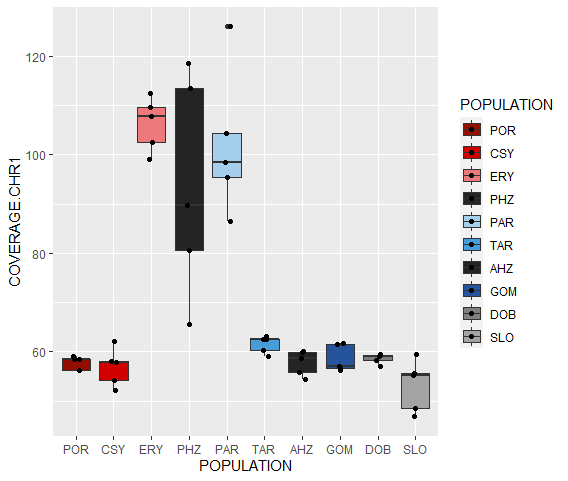 120
100
80
60
COVERAGE.CHR1
POR CSY ERY PHZ PAR TAR AHZ GOM DOB SLO
POPULATION
POPULATION
POR
CSY
ERY
PHZ
PAR
TAR
AHZ
GOM
DOB
SLO